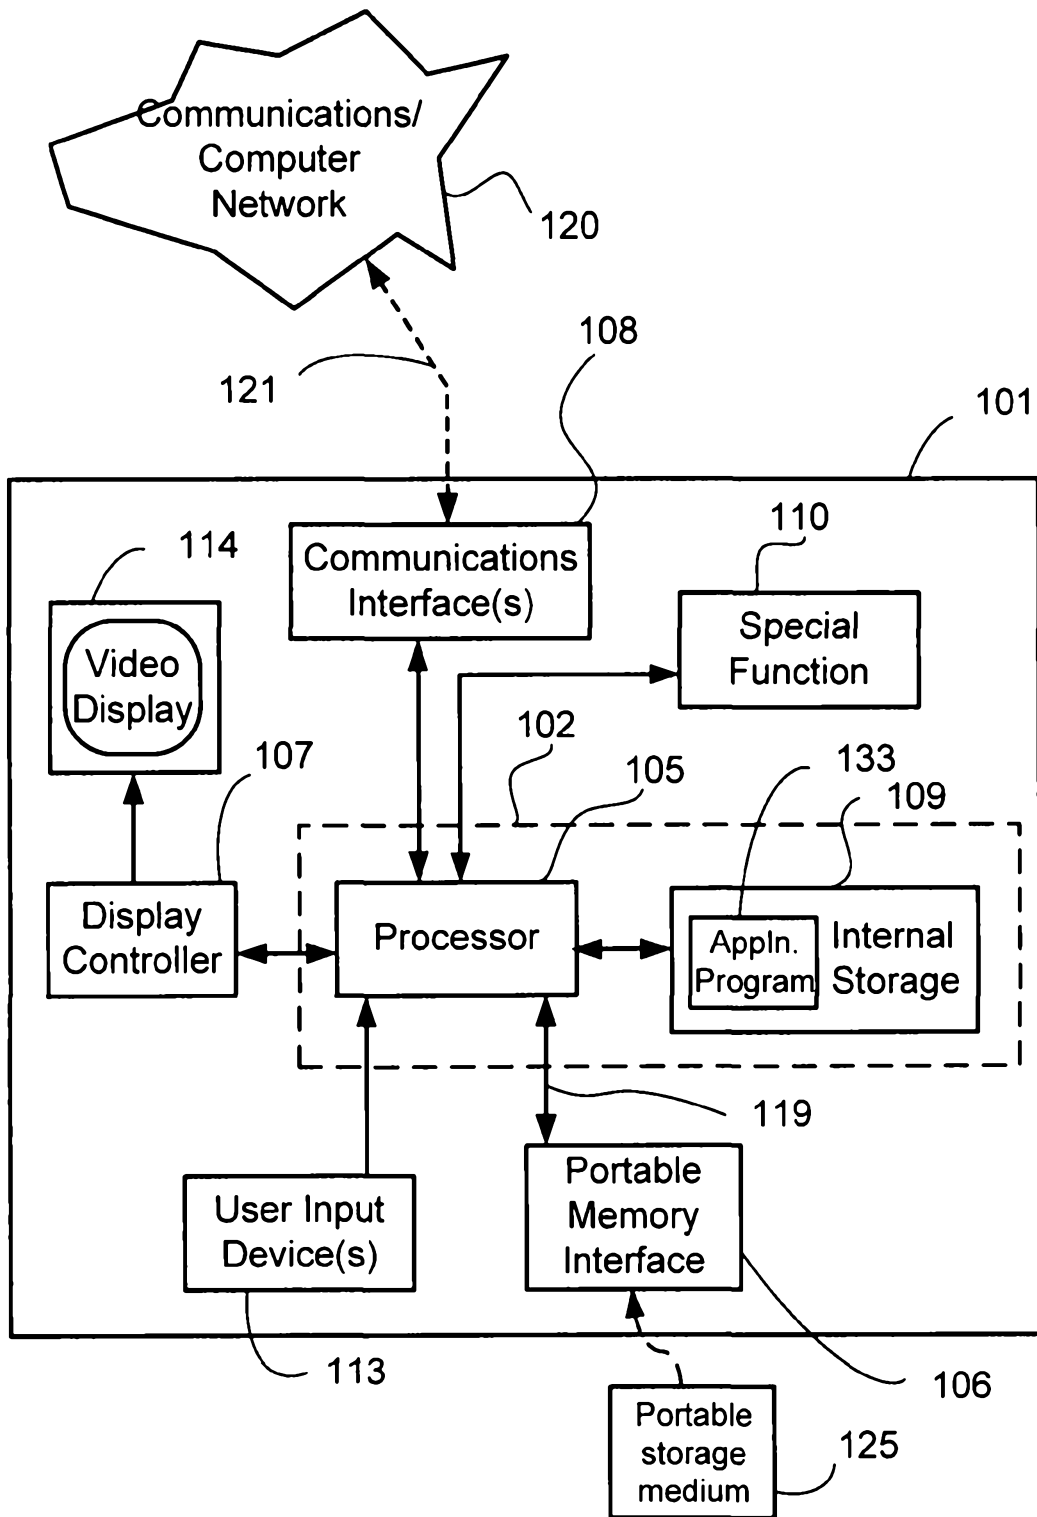 Communications/
Computer
Network
120
108
121
101
114
Communications
Interface(s)
110
Special
Function
Video
Display
107
102
105
133
109
Display
Controller
Processor
Appln.
Program
Internal
Storage
119
User Input
Device(s)
Portable
Memory
Interface
113
106
Portable
storage
medium
125